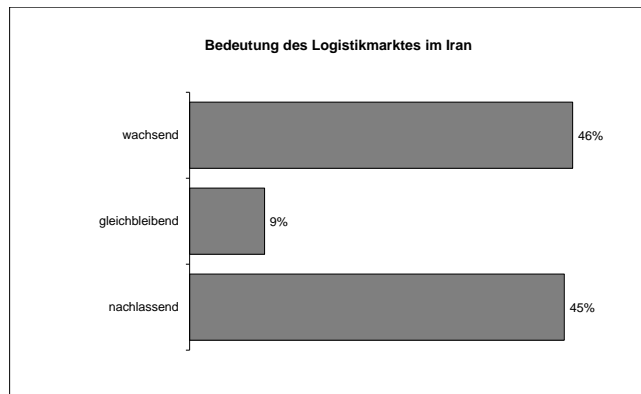 Bedeutung des Logistikmarktes im Iran
wachsend
46%
gleichbleibend
9%
nachlassend
45%